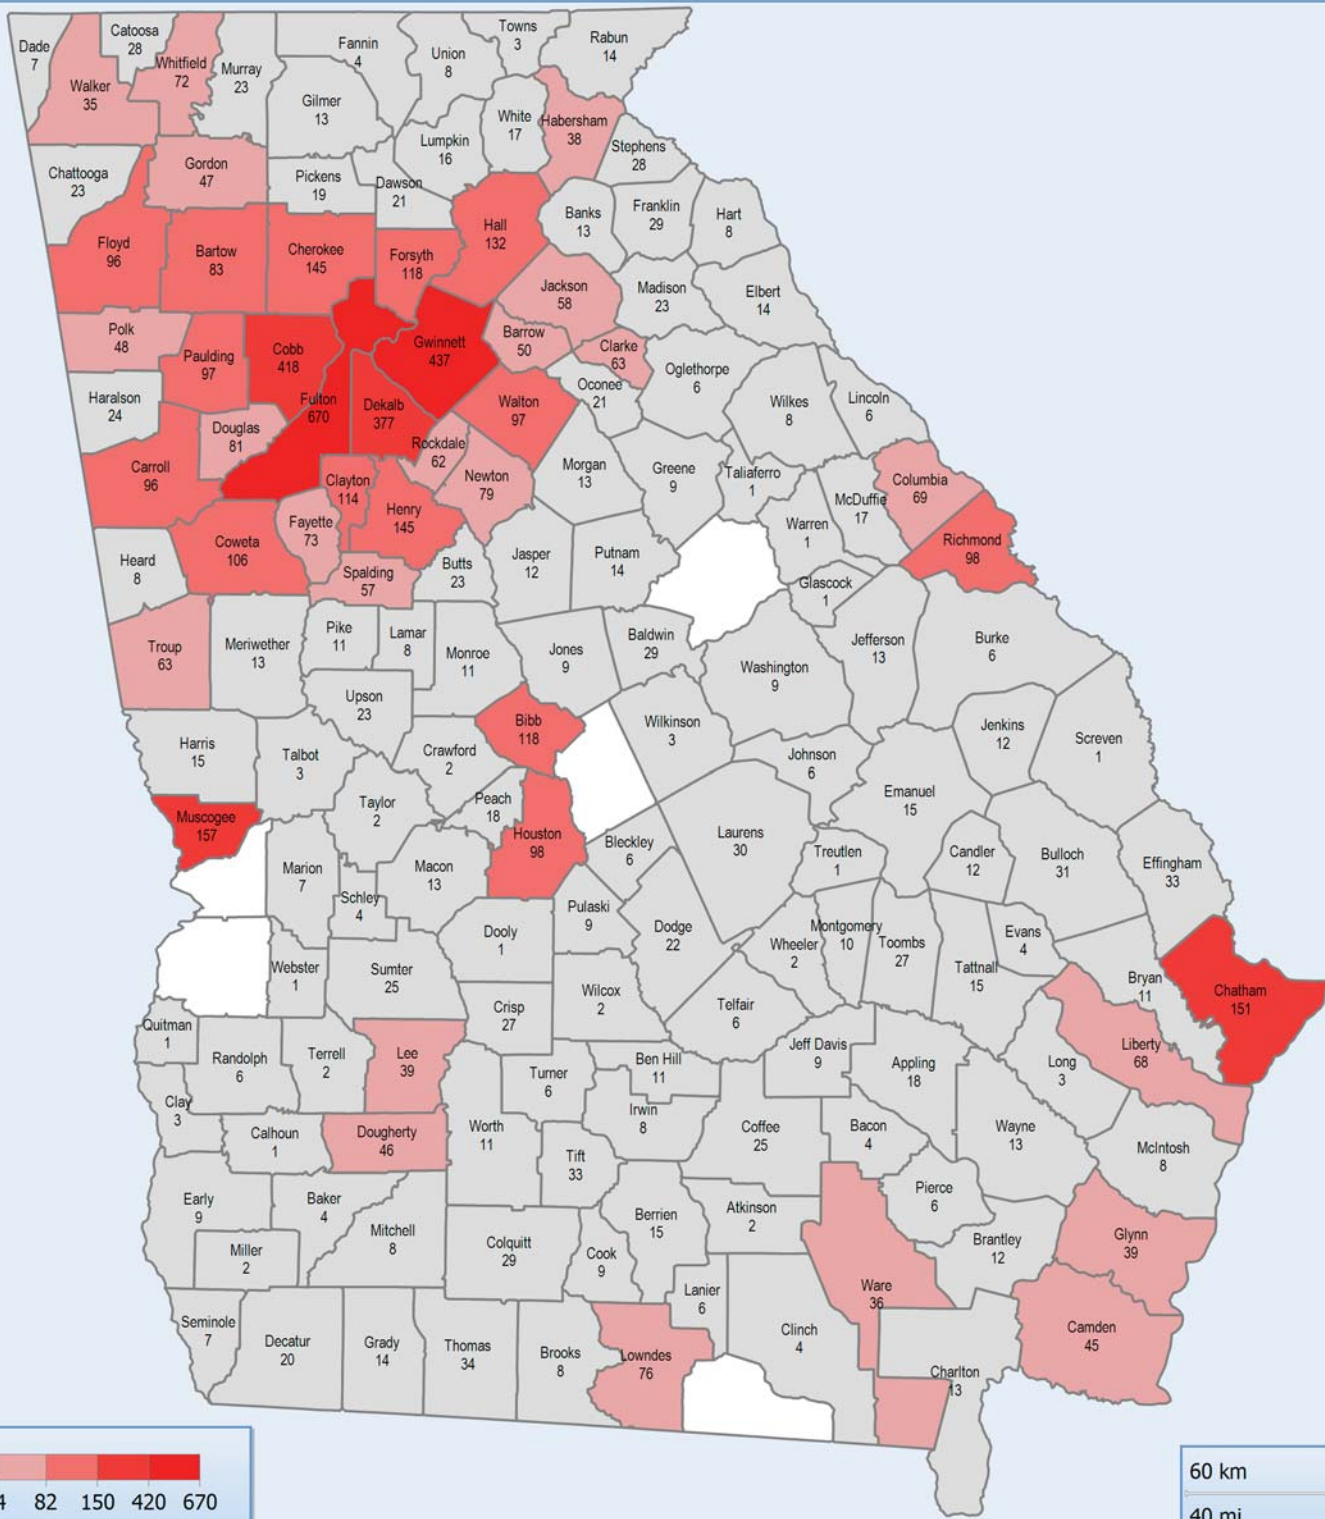 Dade
7
Catoosa
28
Walker
35
Whitfield
72
Murray
23
Fannin
4
Gilmer
13
Union
8
Towns
3
Rabun
14
White
17
Habersham
38
Lumpkin
16
Stephens
28
Chattooga
23
Gordon
47
Pickens
19
Dawson
21
Banks
13
Franklin
29
Hart
8
Floyd
96
Bartow
83
Cherokee
145
Forsyth
118
Hall
132
Jackson
58
Madison
23
Elbert
14
Polk
48
Paulding
97
Cobb
418
Gwinnett
437
Barrow
50
Clarke
63
Oconee
21
Oglethorpe
6
Wilkes
8
Lincoln
6
Haralson
24
Douglas
81
Fulton
670
Dekalb
377
Walton
97
Rockdale
62
Newton
79
Morgan
13
Greene
9
Taliaferro
1
McDuffie
17
Columbia
69
Carroll
96
Clayton
114
Henry
145
Fayette
73
Coweta
106
Warren
1
Richmond
98
Heard
8
Spalding
57
Butts
23
Jasper
12
Putnam
14
Glascock
1
Troup
63
Meriwether
13
Pike
11
Lamar
8
Monroe
11
Jones
9
Baldwin
29
Washington
9
Jefferson
13
Burke
6
Upson
23
Bibb
118
Wilkinson
3
Johnson
6
Jenkins
12
Screven
1
Harris
15
Talbot
3
Crawford
2
Taylor
2
Peach
18
Houston
98
Bleckley
6
Laurens
30
Emanuel
15
Muscogee
157
Marion
7
Schley
4
Macon
13
Treutlen
1
Candler
12
Bulloch
31
Effingham
33
Dooly
1
Pulaski
9
Dodge
22
Wheeler
2
Montgomery
10
Toombs
27
Tattnall
15
Evans
4
Bryan
11
Chatham
151
Webster
1
Sumter
25
Crisp
27
Wilcox
2
Telfair
6
Quitman
1
Randolph
6
Terrell
2
Lee
39
Turner
6
Ben Hill
11
Jeff Davis
9
Appling
18
Long
3
Liberty
68
Clay
3
Calhoun
1
Dougherty
46
Worth
11
Irwin
8
Tift
33
Coffee
25
Bacon
4
Wayne
13
McIntosh
8
Early
9
Baker
4
Mitchell
8
Miller
2
Colquitt
29
Cook
9
Berrien
15
Atkinson
2
Pierce
6
Brantley
12
Glynn
39
Ware
36
Seminole
7
Decatur
20
Grady
14
Thomas
34
Brooks
8
Lowndes
76
Lanier
6
Clinch
4
Charlton
13
Camden
45
4 82 150 420 670
60 km
40 mi